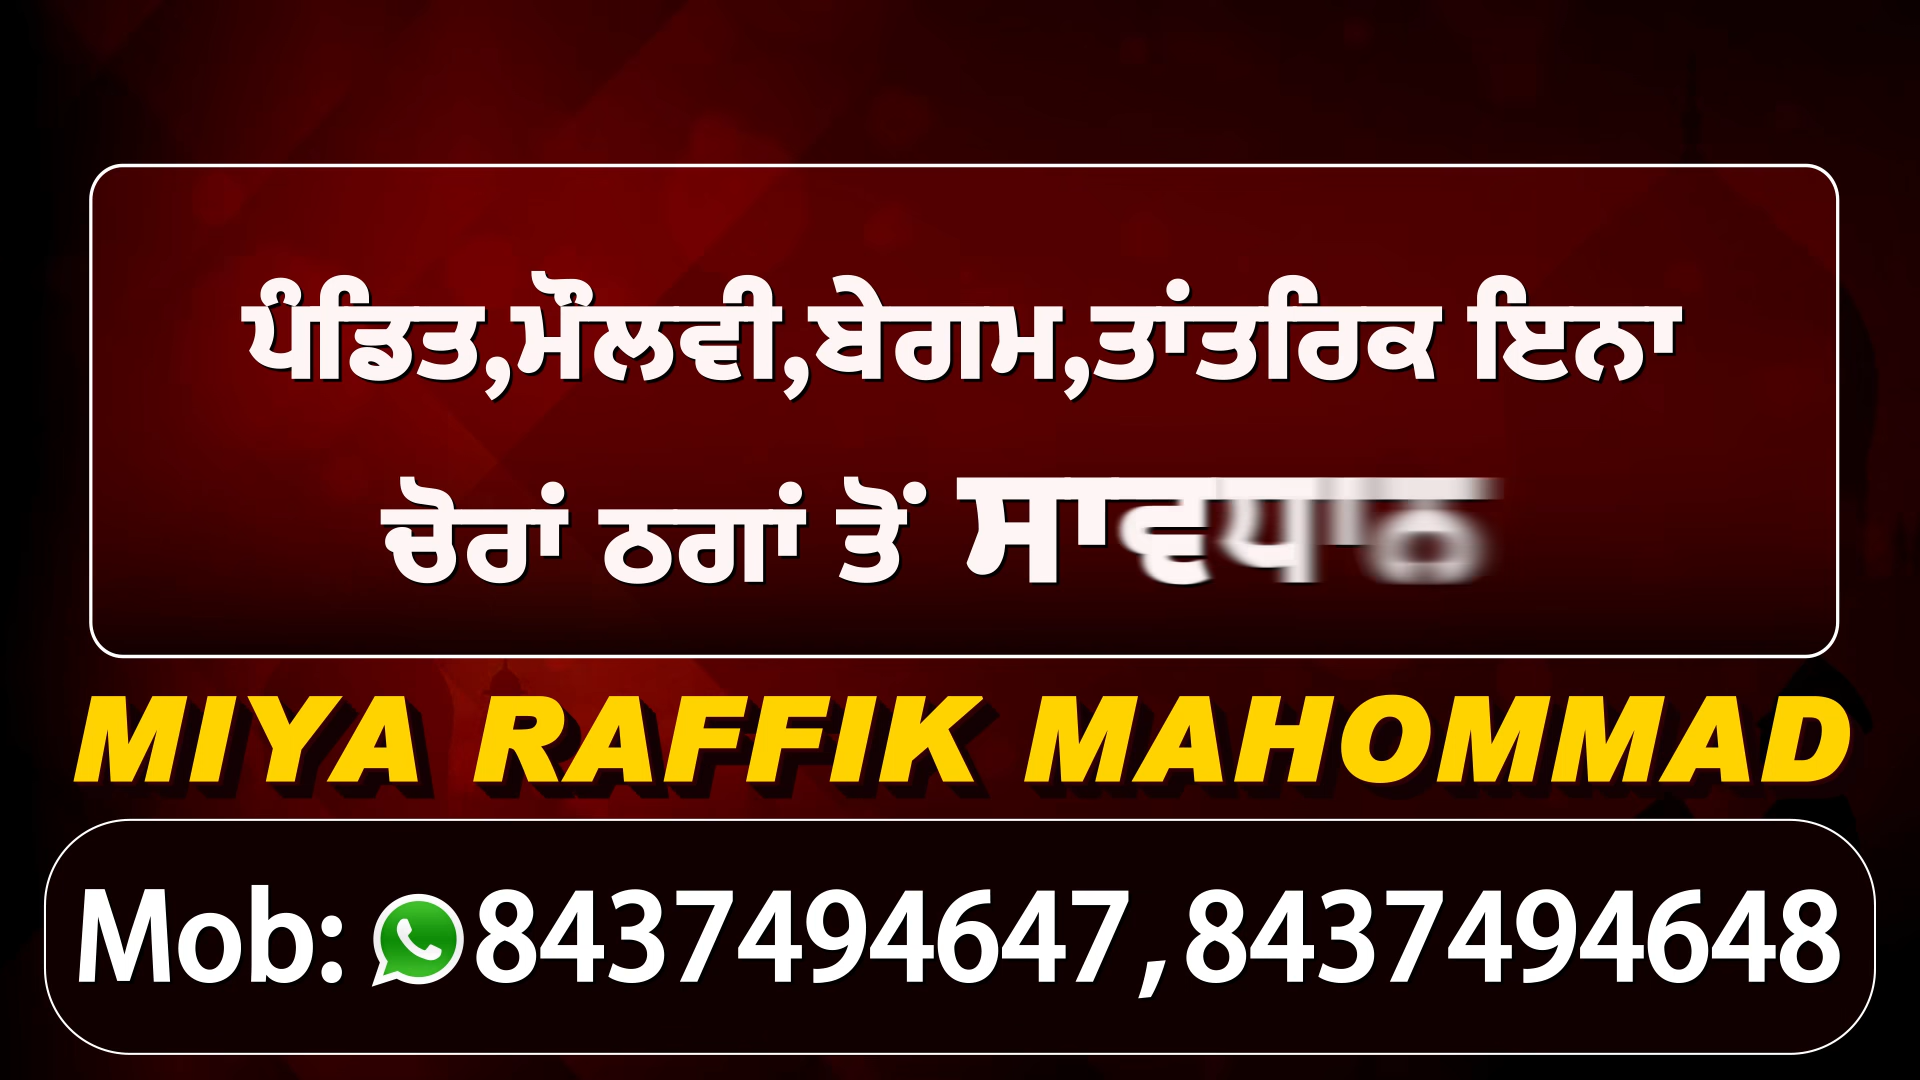 ਪੰਡਿਤ,ਮੌਲਵੀ,ਬੇਗਮ,ਤਾਂਤਰਿਕ ਇਨਾ
ਚੋਰਾਂ ਠਗਾਂ ਤੋਂ
MIYA RAFFIK MAHOMMAD
Mob: 8437494647, 8437494648